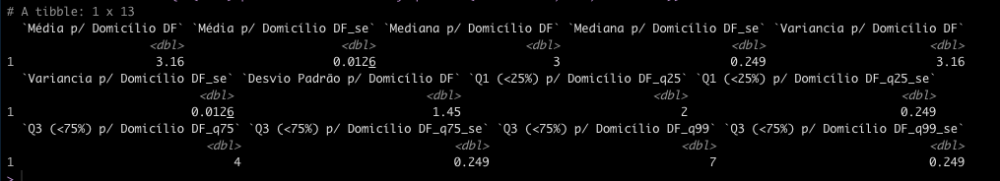 # A tibble: 1 x 13
`Média p/ Domicílio DF` `Média p/ Domicílio DF_se` `Mediana p/ Domicílio DF` `Mediana p/ Domicílio DF_se` `Variancia p/ Domicílio DF`
<dbl> <dbl> <dbl> <dbl> <dbl>
1 3.16 0.0126 3 0.249 3.16
`Variancia p/ Domicílio DF_se` `Desvio Padrão p/ Domicílio DF` `Q1 (<25%) p/ Domicílio DF_q25` `Q1 (<25%) p/ Domicílio DF_q25_se`
<dbl> <dbl> <dbl> <dbl>
1 0.0126 1.45 2 0.249
`Q3 (<75%) p/ Domicílio DF_q75` `Q3 (<75%) p/ Domicílio DF_q75_se` `Q3 (<75%) p/ Domicílio DF_q99` `Q3 (<75%) p/ Domicílio DF_q99_se`
<dbl> <dbl> <dbl> <dbl>
1 4 0.249 7 0.249
>